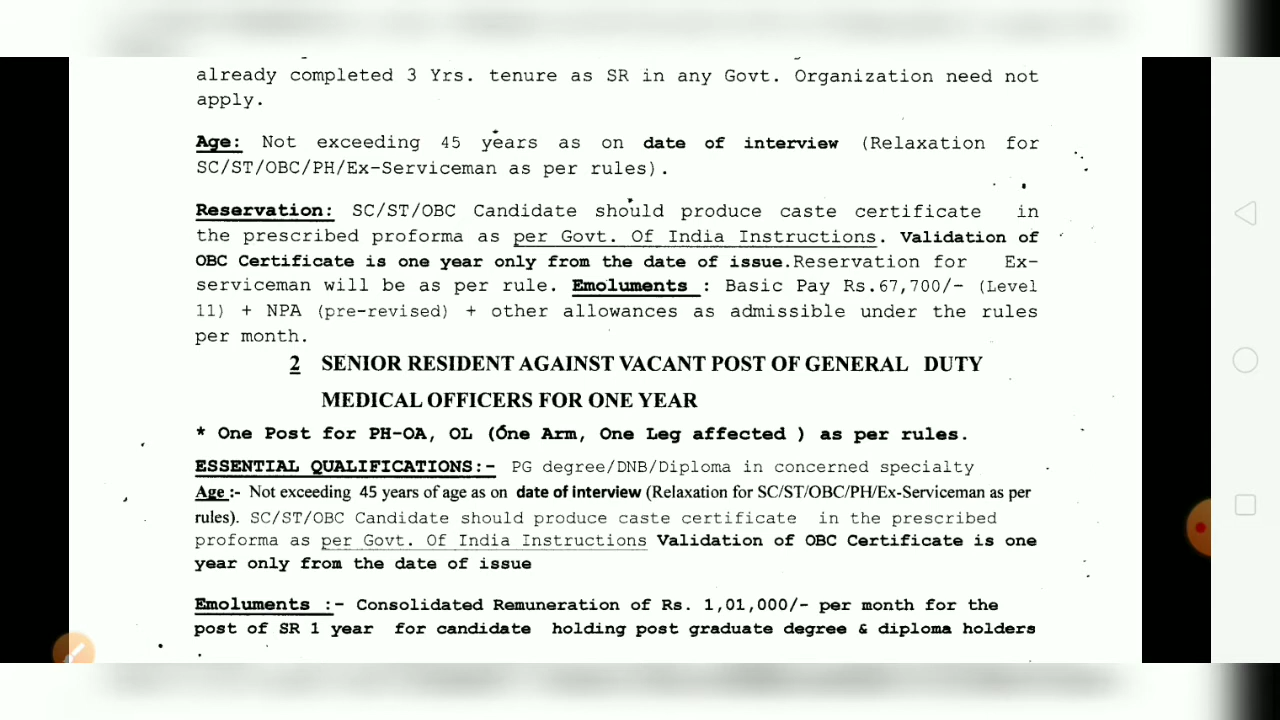 already completed 3 Yrs. tenure as SR in any Govt. Organization need not
apply.
Age: Not exceeding 45 years as on date of interview (Relaxation for
SC/ST/OBC/PH/Ex-Serviceman as per rules).
Reservation: SC/ST/OBC Candidate should produce caste certificate in
the prescribed proforma as per Govt. Of India Instructions. Validation of
OBC Certificate is one year only from the date of issue.Reservation for Ex-
serviceman will be as per rule. Emoluments : Basic Pay Rs.67,700/- (Level
11) + NPA (pre-revised) + other allowances as admissible under the rules
per month.
2 SENIOR RESIDENT AGAINST VACANT POST OF GENERAL DUTY
MEDICAL OFFICERS FOR ONE YEAR
* One Post for PH-OA, OL (One Arm, One Leg affected ) as per rules.
ESSENTIAL QUALIFICATIONS:- PG degree/DNB/Diploma in concerned specialty
Age :- Not exceeding 45 years of age as on date of interview (Relaxation for SC/ST/OBC/PH/Ex-Serviceman as per
rules). SC/ST/OBC Candidate should produce caste certificate in the prescribed
proforma as per Govt. Of India Instructions Validation of OBC Certificate is one
year only from the date of issue
Emoluments :- Consolidated Remuneration of Rs. 1,01,000/- per month for the
post of SR 1 year for candidate holding post graduate degree & diploma holders